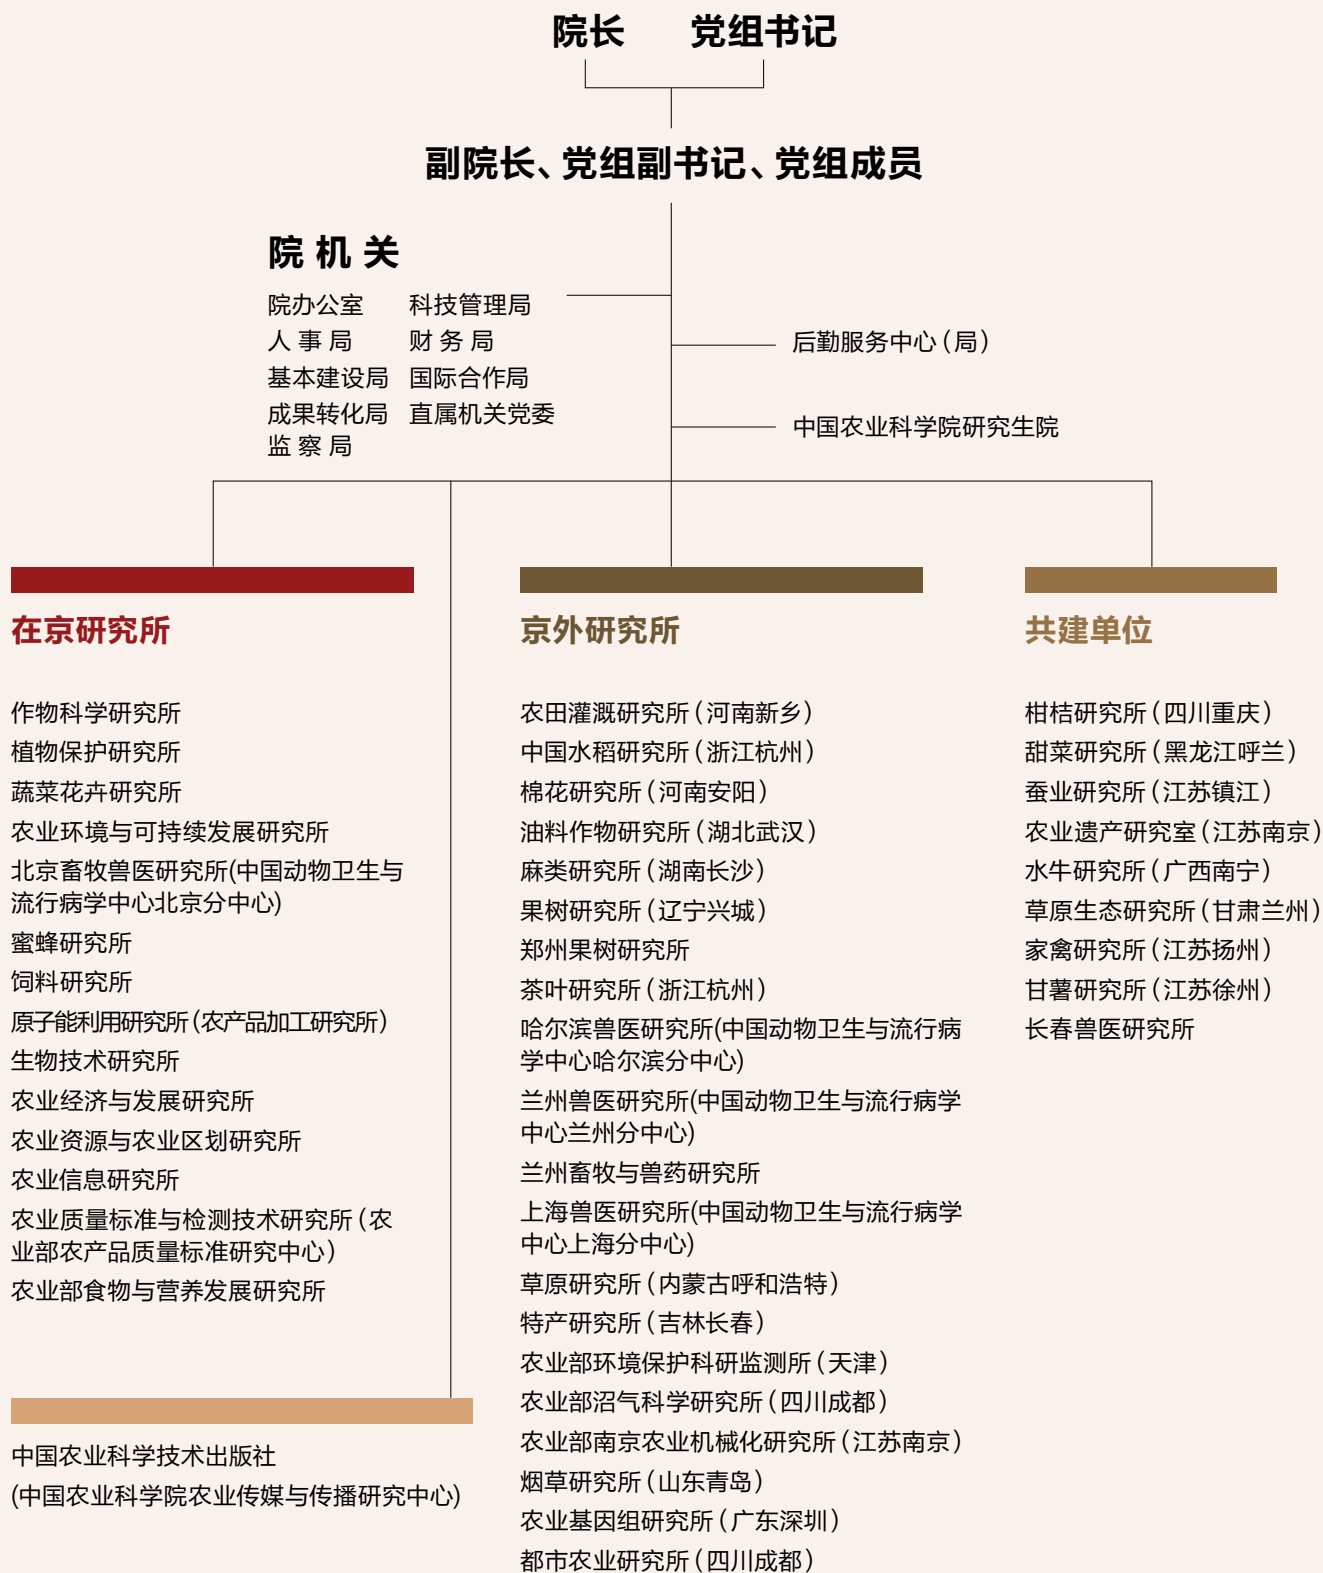 院长 党组书记
副院长、党组副书记、党组成员
院 机 关
院办公室 科技管理局
人 事 局 财 务 局
基本建设局 国际合作局
成果转化局 直属机关党委
监 察 局
后勤服务中心（局）
中国农业科学院研究生院
在京研究所
作物科学研究所
植物保护研究所
蔬菜花卉研究所
农业环境与可持续发展研究所
北京畜牧兽医研究所(中国动物卫生与
流行病学中心北京分中心)
蜜蜂研究所
饲料研究所
原子能利用研究所（农产品加工研究所）
生物技术研究所
农业经济与发展研究所
农业资源与农业区划研究所
农业信息研究所
农业质量标准与检测技术研究所（农
业部农产品质量标准研究中心）
农业部食物与营养发展研究所
中国农业科学技术出版社
(中国农业科学院农业传媒与传播研究中心)
京外研究所
农田灌溉研究所（河南新乡）
中国水稻研究所（浙江杭州）
棉花研究所（河南安阳）
油料作物研究所（湖北武汉）
麻类研究所（湖南长沙）
果树研究所（辽宁兴城）
郑州果树研究所
茶叶研究所（浙江杭州）
哈尔滨兽医研究所(中国动物卫生与流行病
学中心哈尔滨分中心)
兰州兽医研究所(中国动物卫生与流行病学
中心兰州分中心)
兰州畜牧与兽药研究所
上海兽医研究所(中国动物卫生与流行病学
中心上海分中心)
草原研究所（内蒙古呼和浩特）
特产研究所（吉林长春）
农业部环境保护科研监测所（天津）
农业部沼气科学研究所（四川成都）
农业部南京农业机械化研究所（江苏南京）
烟草研究所（山东青岛）
农业基因组研究所（广东深圳）
都市农业研究所（四川成都）
共建单位
柑桔研究所（四川重庆）
甜菜研究所（黑龙江呼兰）
蚕业研究所（江苏镇江）
农业遗产研究室（江苏南京）
水牛研究所（广西南宁）
草原生态研究所（甘肃兰州）
家禽研究所（江苏扬州）
甘薯研究所（江苏徐州）
长春兽医研究所